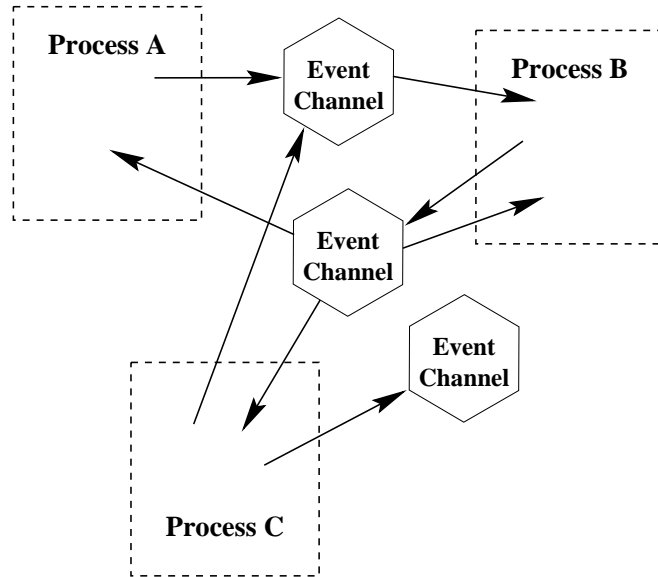 Process A
Event
Channel
Process B
Event
Channel
Event
Channel
Process C